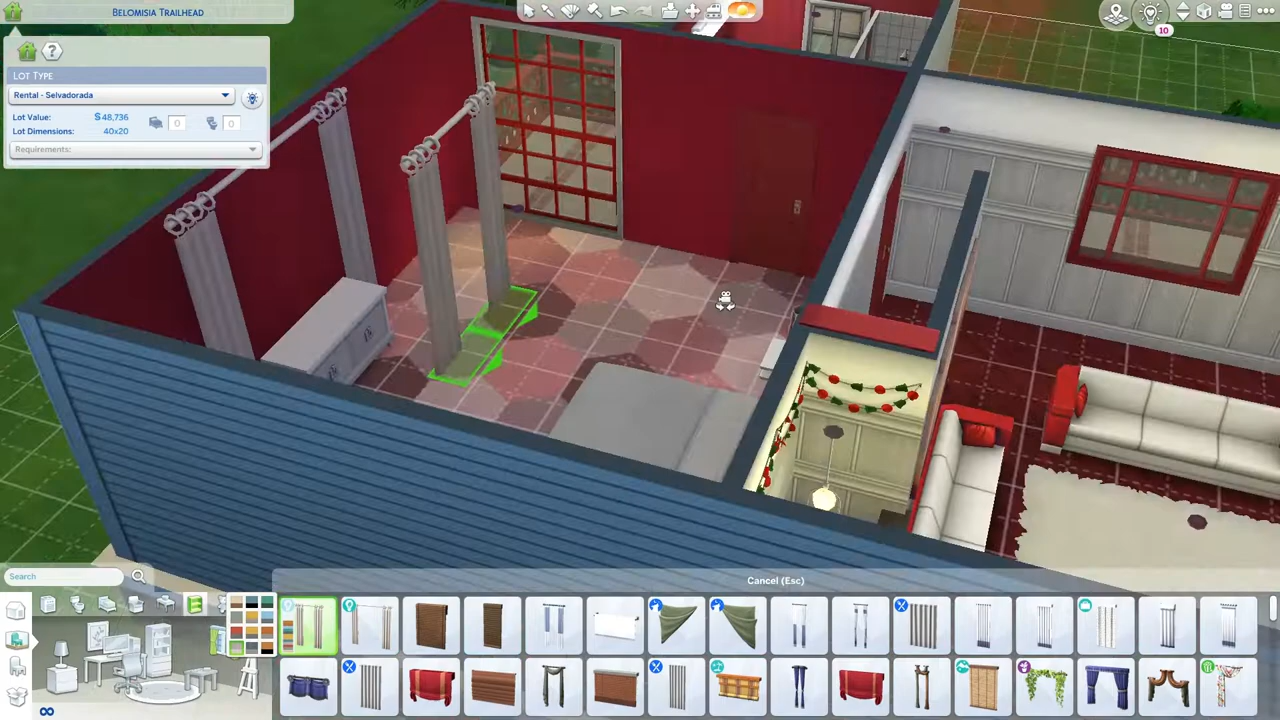 BELOMISIA TRAILHEAD
10
?
LOT TYPE
Rental - Selvadorada
Lot Value: $48,736
0 0
Lot Dimensions: 40x20
Requirements:
Cancel (Esc)
Search